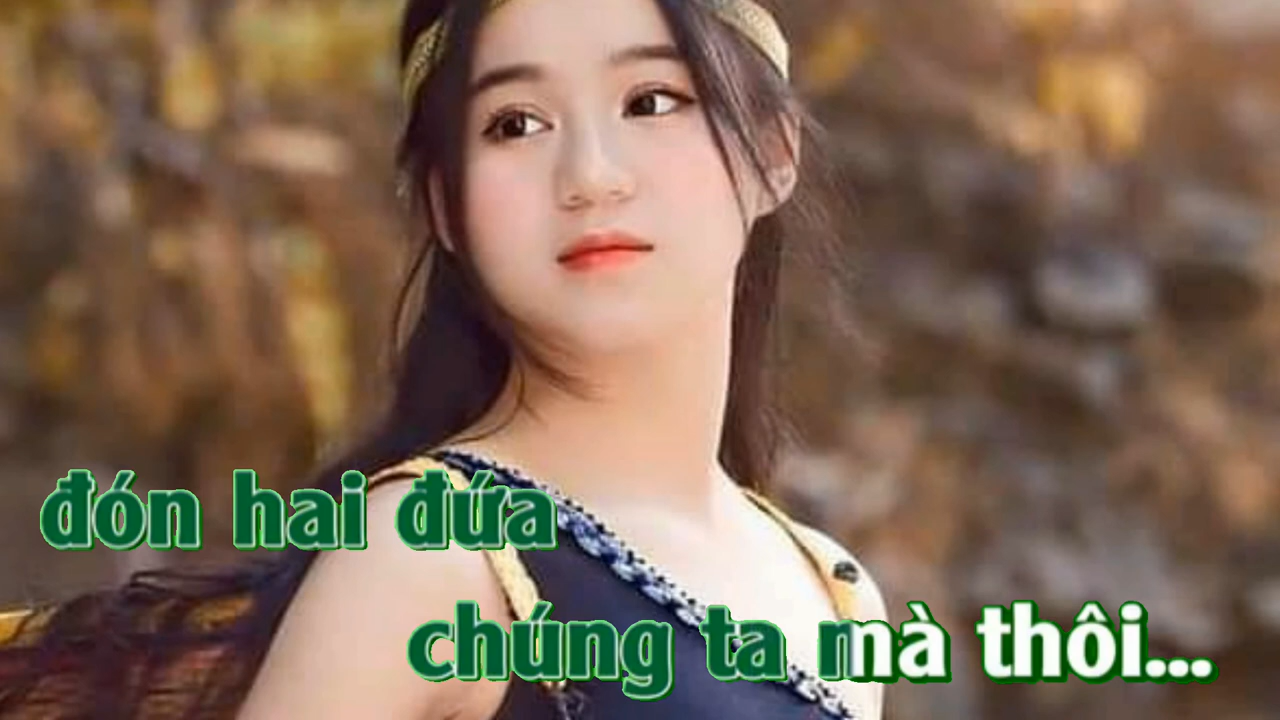 đón hai đứa
chúng ta mà thôi...